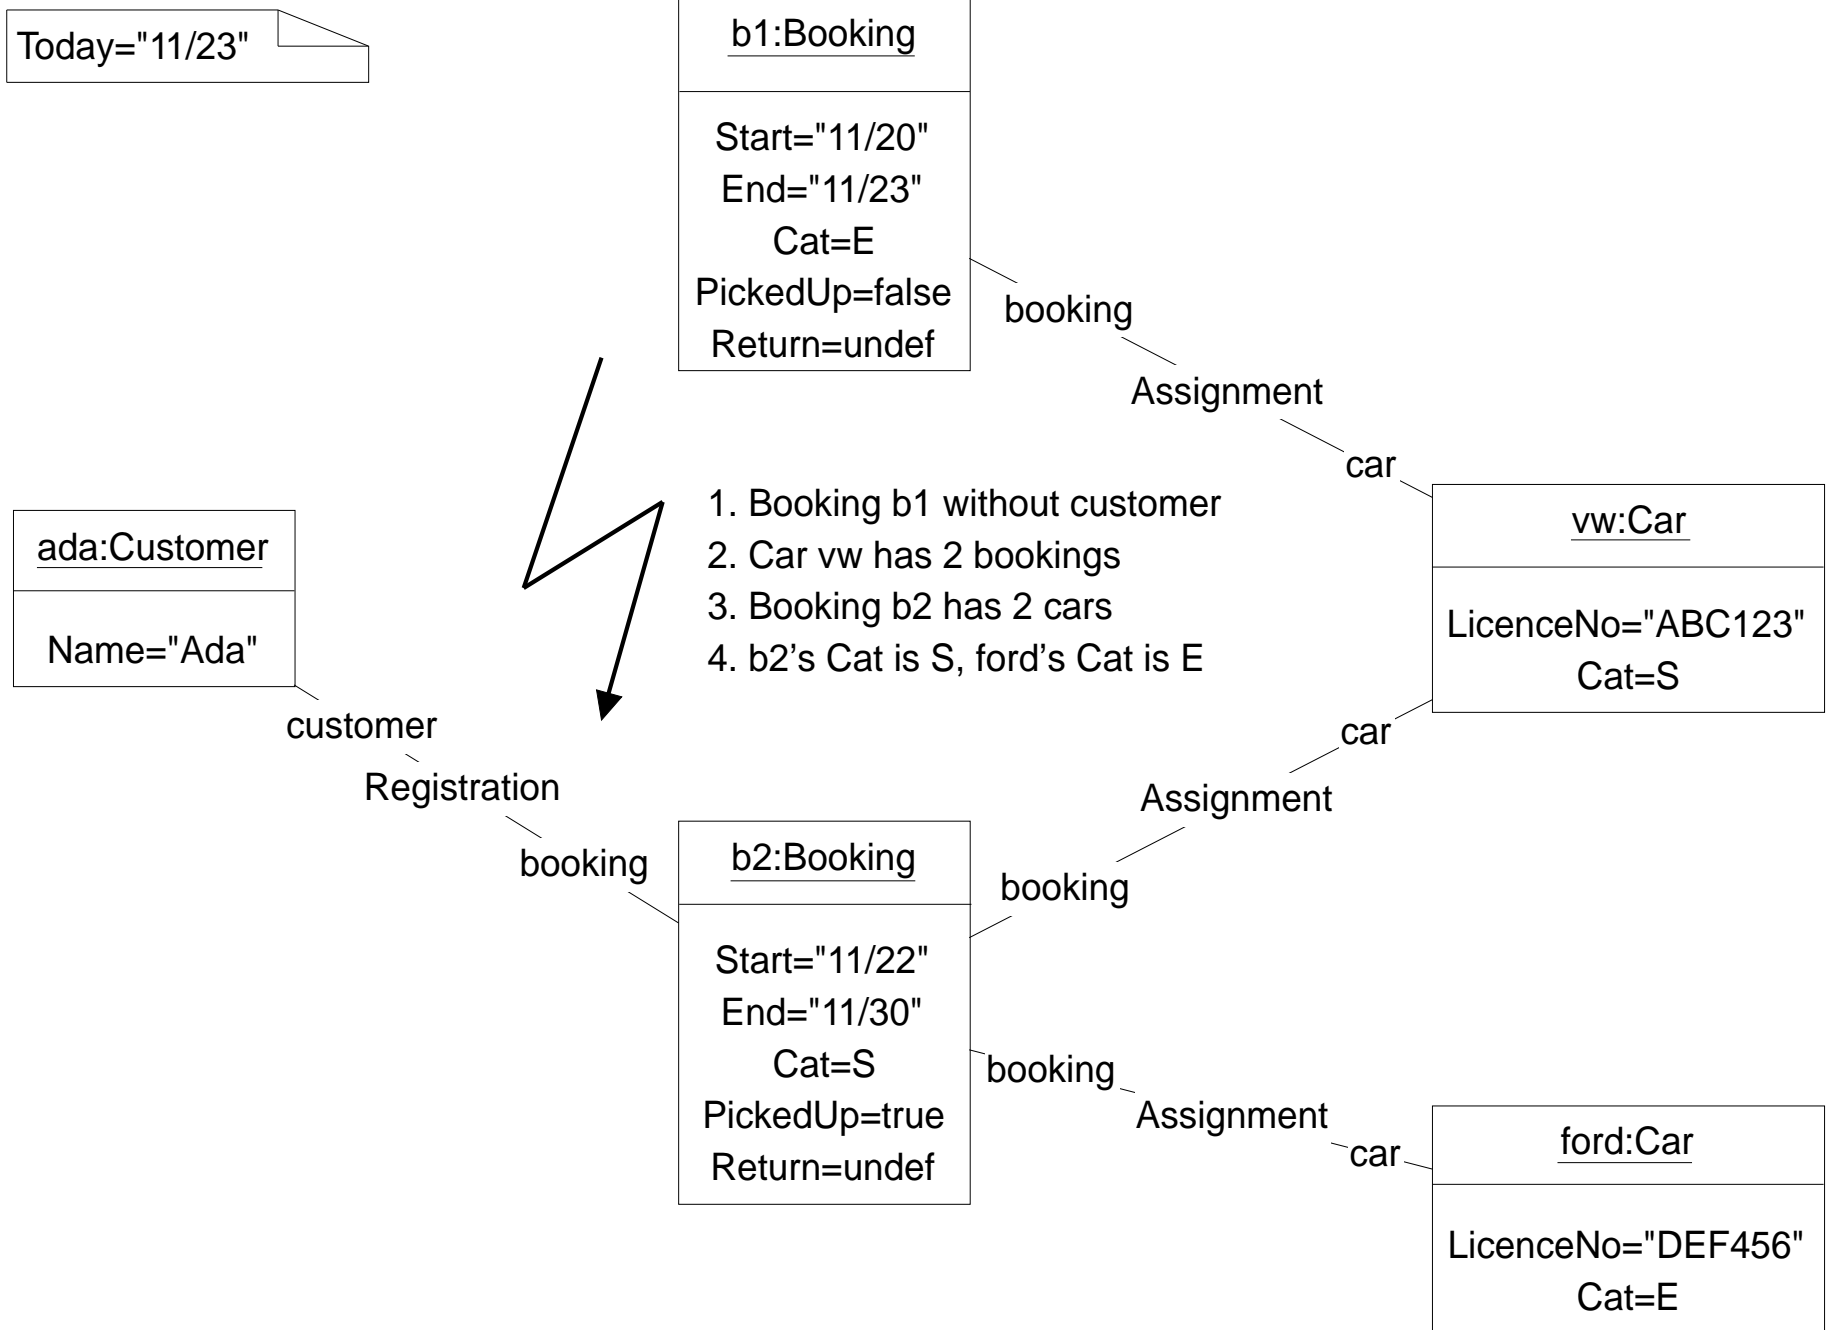 Today="11/23"
b1:Booking
Start="11/20"
End="11/23"
Cat=E
PickedUp=false
Return=undef
booking
Assignment
car
1. Booking b1 without customer
2. Car vw has 2 bookings
3. Booking b2 has 2 cars
4. b2’s Cat is S, ford’s Cat is E
ada:Customer
Name="Ada"
vw:Car
LicenceNo="ABC123"
Cat=S
customer
Registration
booking
car
Assignment
booking
b2:Booking
Start="11/22"
End="11/30"
Cat=S
PickedUp=true
Return=undef
booking
Assignment
car
ford:Car
LicenceNo="DEF456"
Cat=E